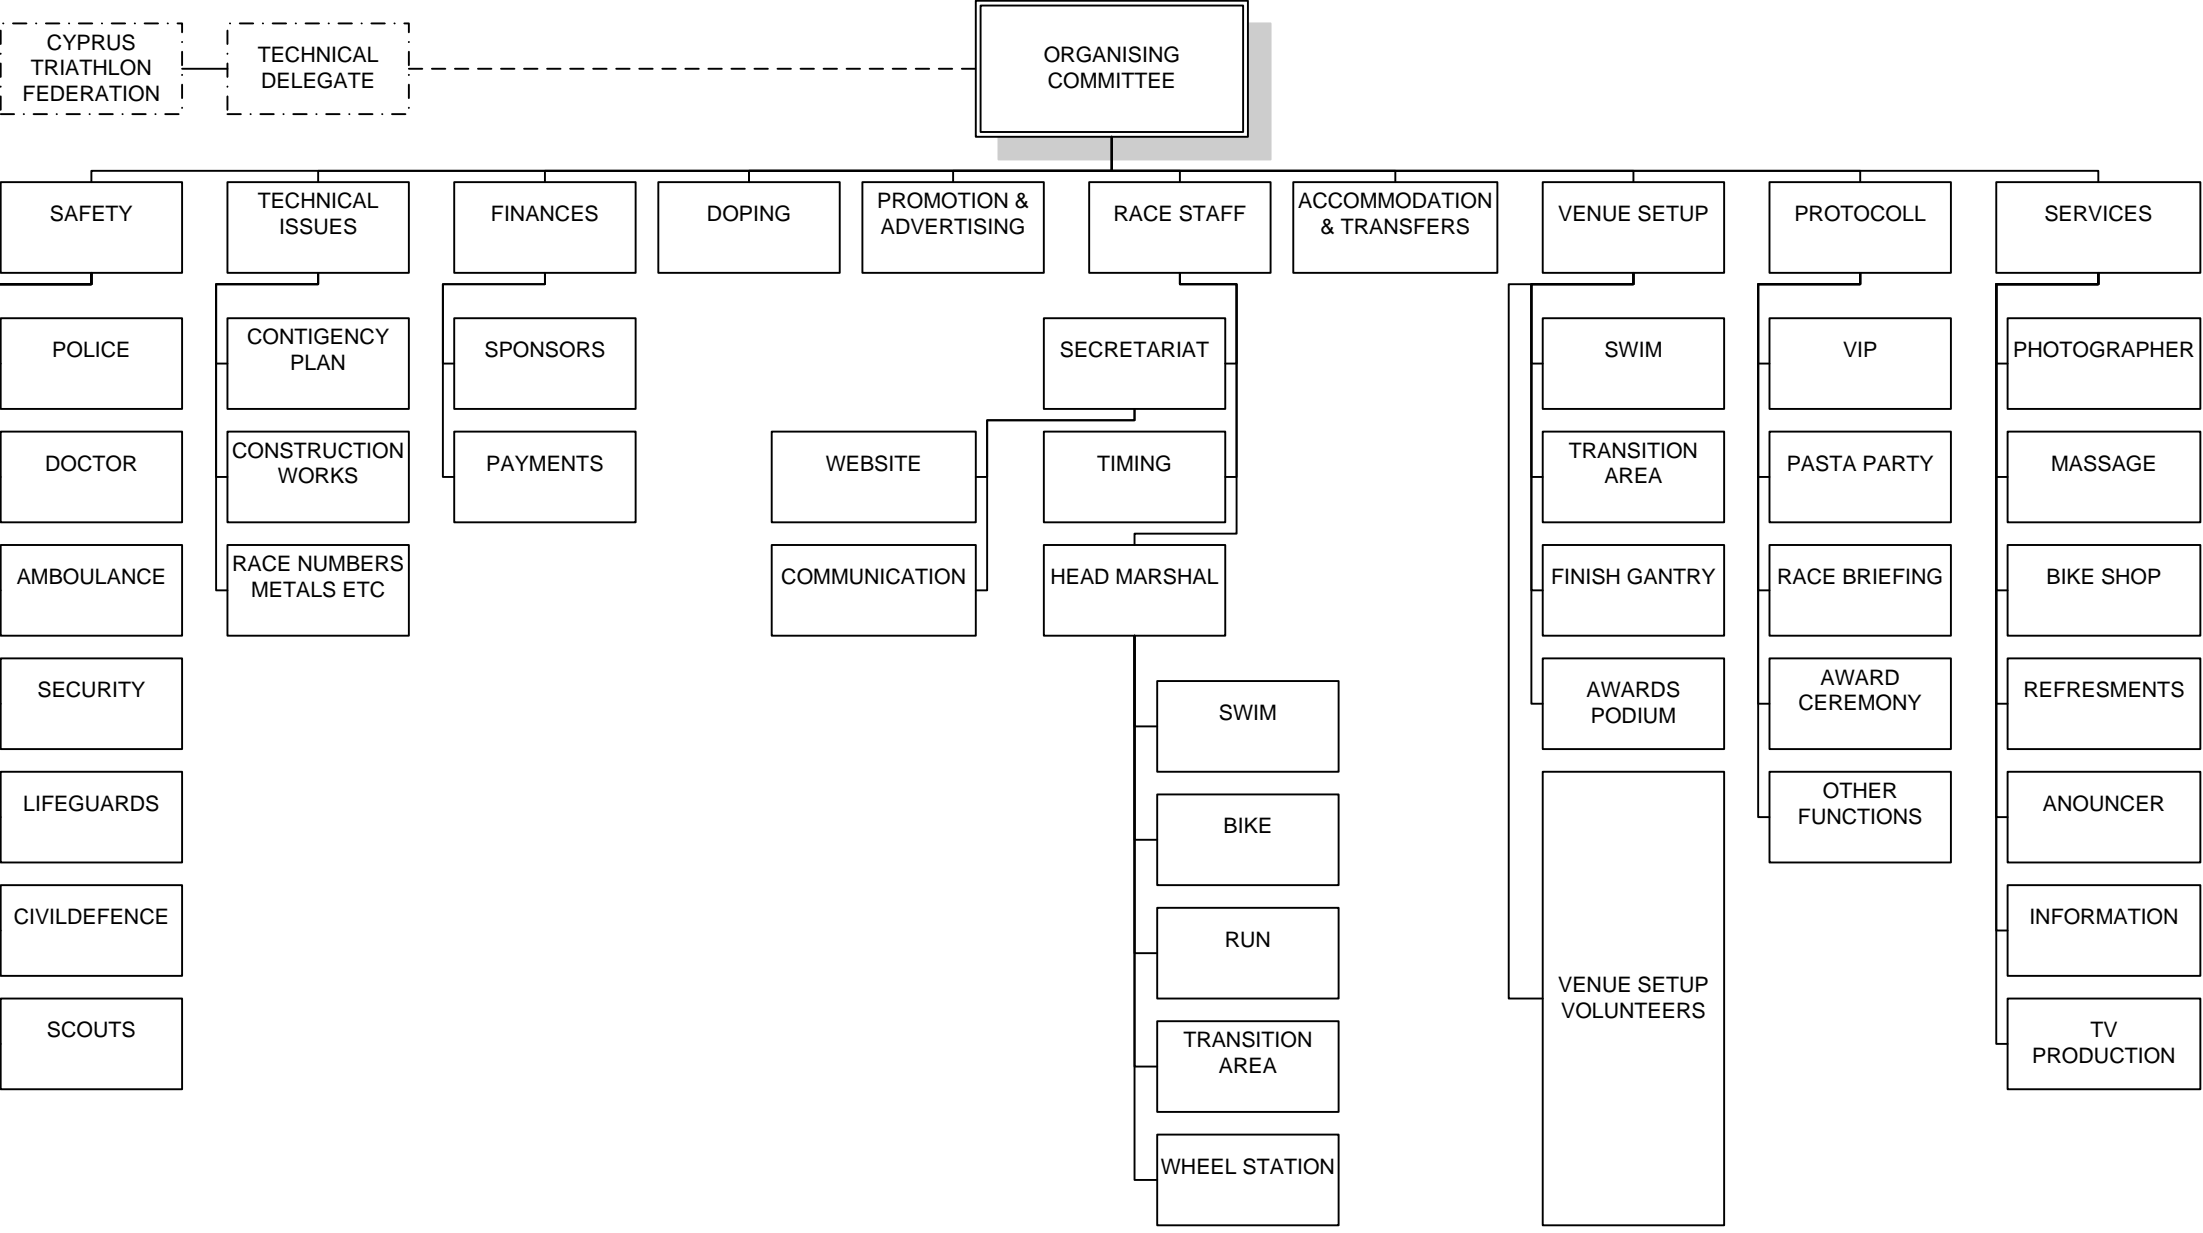 CYPRUS
TRIATHLON
FEDERATION
TECHNICAL
DELEGATE
ORGANISING
COMMITTEE
SAFETY
TECHNICAL
ISSUES
FINANCES
DOPING
PROMOTION &
ADVERTISING
RACE STAFF
ACCOMMODATION
& TRANSFERS
VENUE SETUP
PROTOCOLL
SERVICES
POLICE
DOCTOR
AMBOULANCE
SECURITY
LIFEGUARDS
CIVILDEFENCE
SCOUTS
CONTIGENCY
PLAN
CONSTRUCTION
WORKS
RACE NUMBERS
METALS ETC
SPONSORS
PAYMENTS
SECRETARIAT
WEBSITE
COMMUNICATION
TIMING
HEAD MARSHAL
SWIM
BIKE
RUN
TRANSITION
AREA
WHEEL STATION
SWIM
TRANSITION
AREA
FINISH GANTRY
AWARDS
PODIUM
VENUE SETUP
VOLUNTEERS
VIP
PASTA PARTY
RACE BRIEFING
AWARD
CEREMONY
OTHER
FUNCTIONS
PHOTOGRAPHER
MASSAGE
BIKE SHOP
REFRESMENTS
ANOUNCER
INFORMATION
TV
PRODUCTION